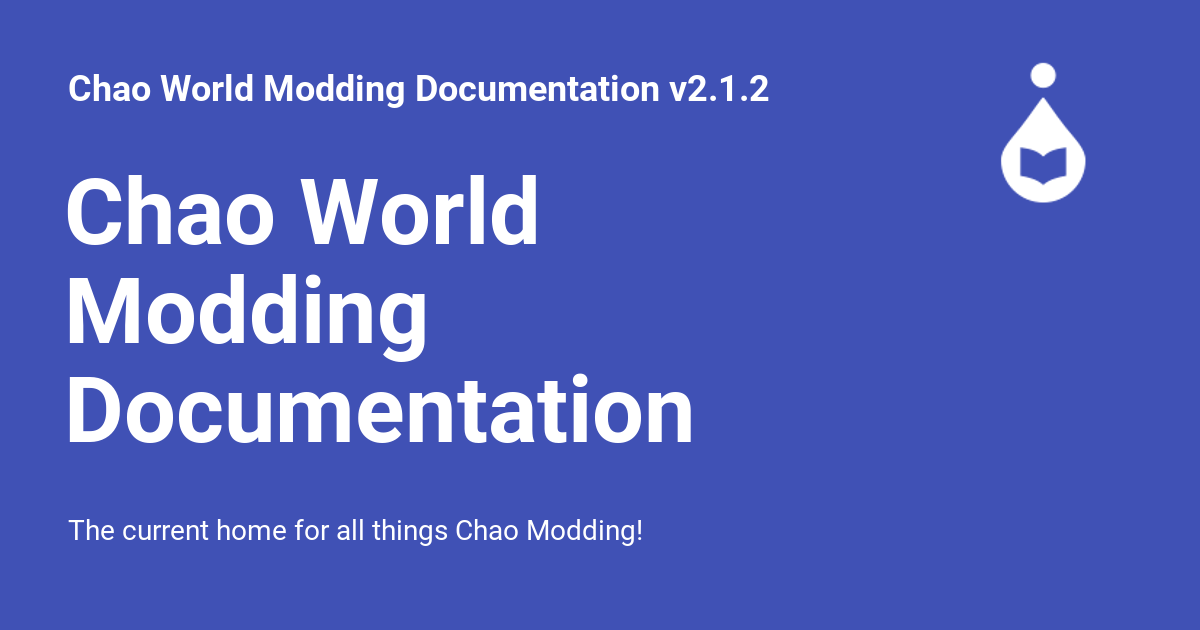 Chao World Modding Documentation v2.1.2
Chao World
Modding
Documentation
The current home for all things Chao Modding!